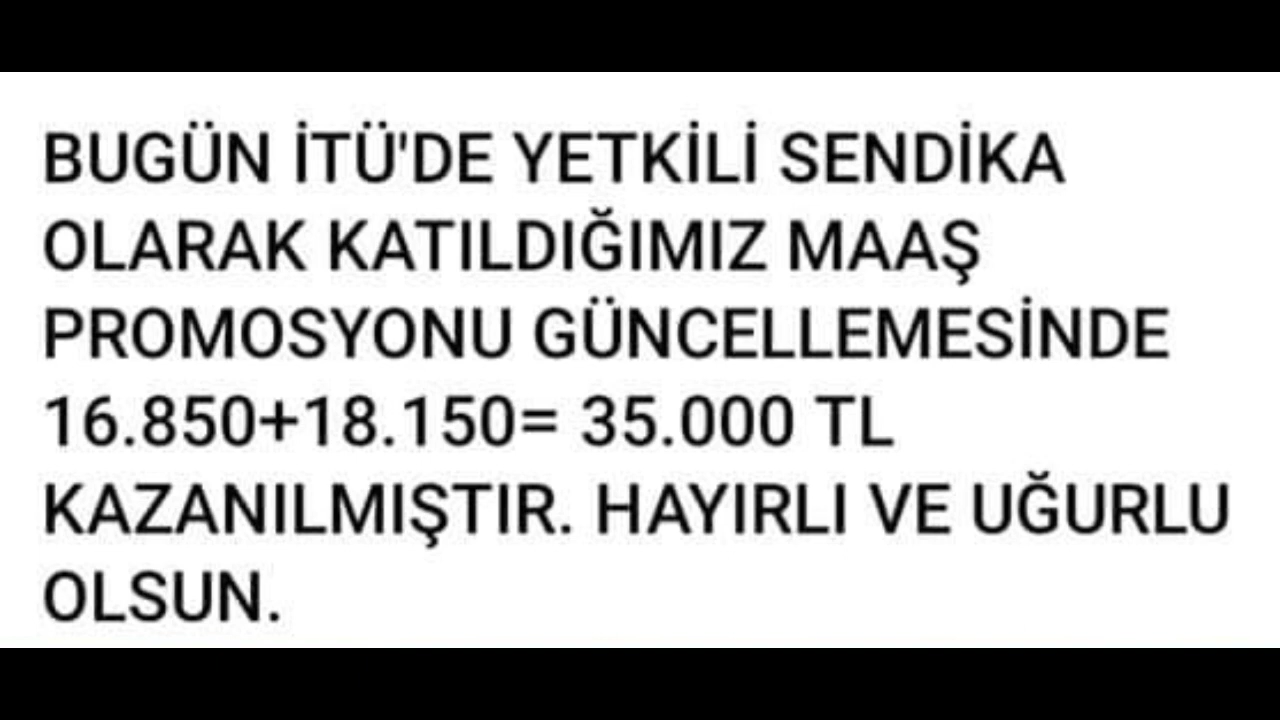 BUGÜN İTÜ'DE YETKİLİ SENDİKA
OLARAK KATILDIĞIMIZ MAAŞ
PROMOSYONU GÜNCELLEMESİNDE
16.850+18.150= 35.000 TL
KAZANILMIŞTIR. HAYIRLI VE UĞURLU
OLSUN.